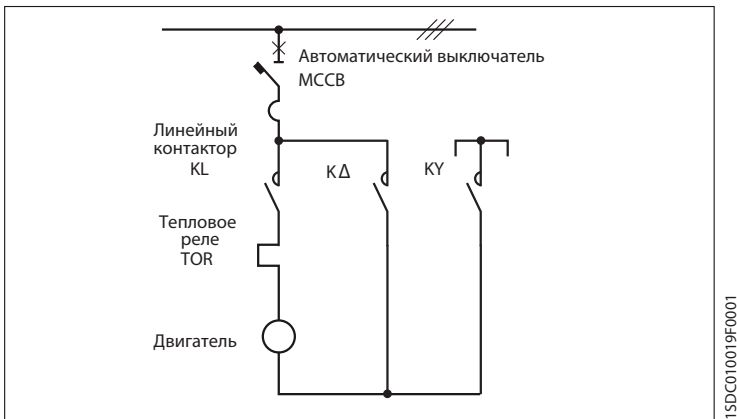 Автоматический выключатель
MCCB
Линейный
контактор
KL
KΔ
KY
Тепловое
реле
TOR
Двигатель
1SDC010019F0001